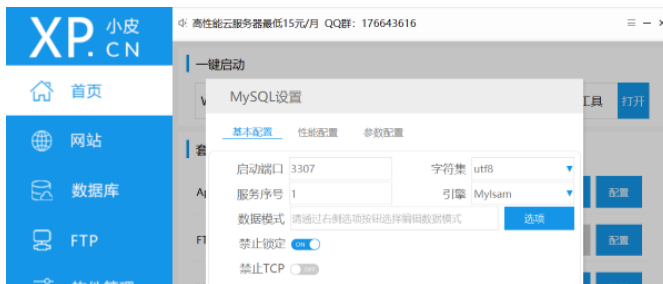 XP.CN 小皮
高性能云服务器最低15元/月 QQ群：176643616
一键启动
首页
网站
数据库
FTP
工具 打开
MySQL设置
基本配置 性能配置 参数配置
启动端口 3307 字符集 utf8
服务序号 1 引擎 MyIsam
数据模式 请通过右侧选项按钮选择编辑数据模式 选项
禁止锁定 ON
禁止TCP OFF
套
配置
FT
配置